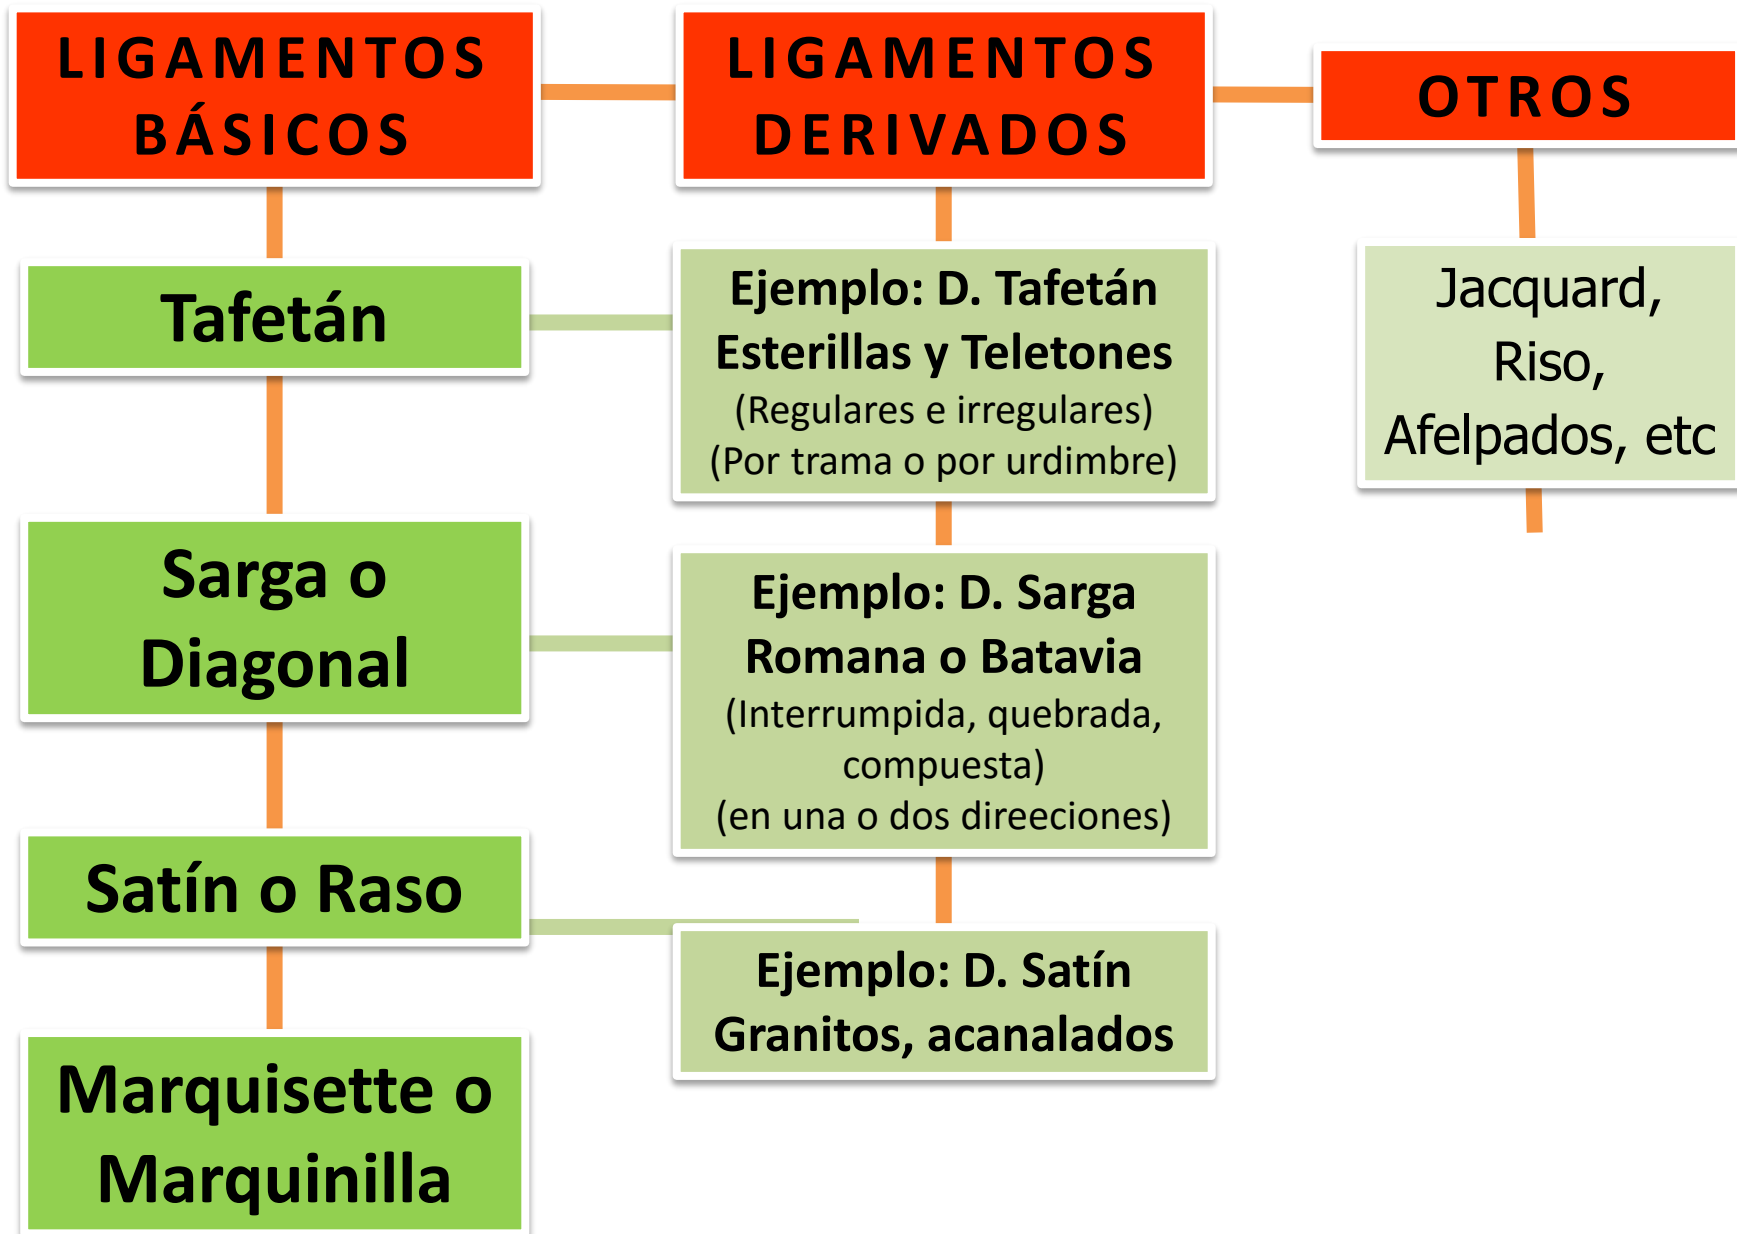 LIGAMENTOS
BÁSICOS
Tafetán
Sarga o
Diagonal
Satín o Raso
Marquisette o
Marquinilla
LIGAMENTOS
DERIVADOS
Ejemplo: D. Tafetán
Esterillas y Teletones
(Regulares e irregulares)
(Por trama o por urdimbre)
Ejemplo: D. Sarga
Romana o Batavia
(Interrumpida, quebrada,
compuesta)
(en una o dos direeciones)
Ejemplo: D. Satín
Granitos, acanalados
OTROS
Jacquard,
Riso,
Afelpados, etc